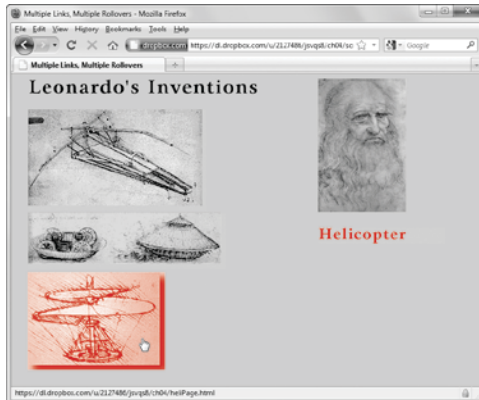 Multiple Links, Multiple Rollovers - Mozilla Firefox
File Edit View History Bookmarks Tools Help
dropbox.com https://dl.dropbox.com/u/2127486/jsvqs8/ch04/sc Google
Multiple Links, Multiple Rollovers
Leonardo's Inventions
Helicopter
https://dl.dropbox.com/u/2127486/jsvqs8/ch04/heliPage.html